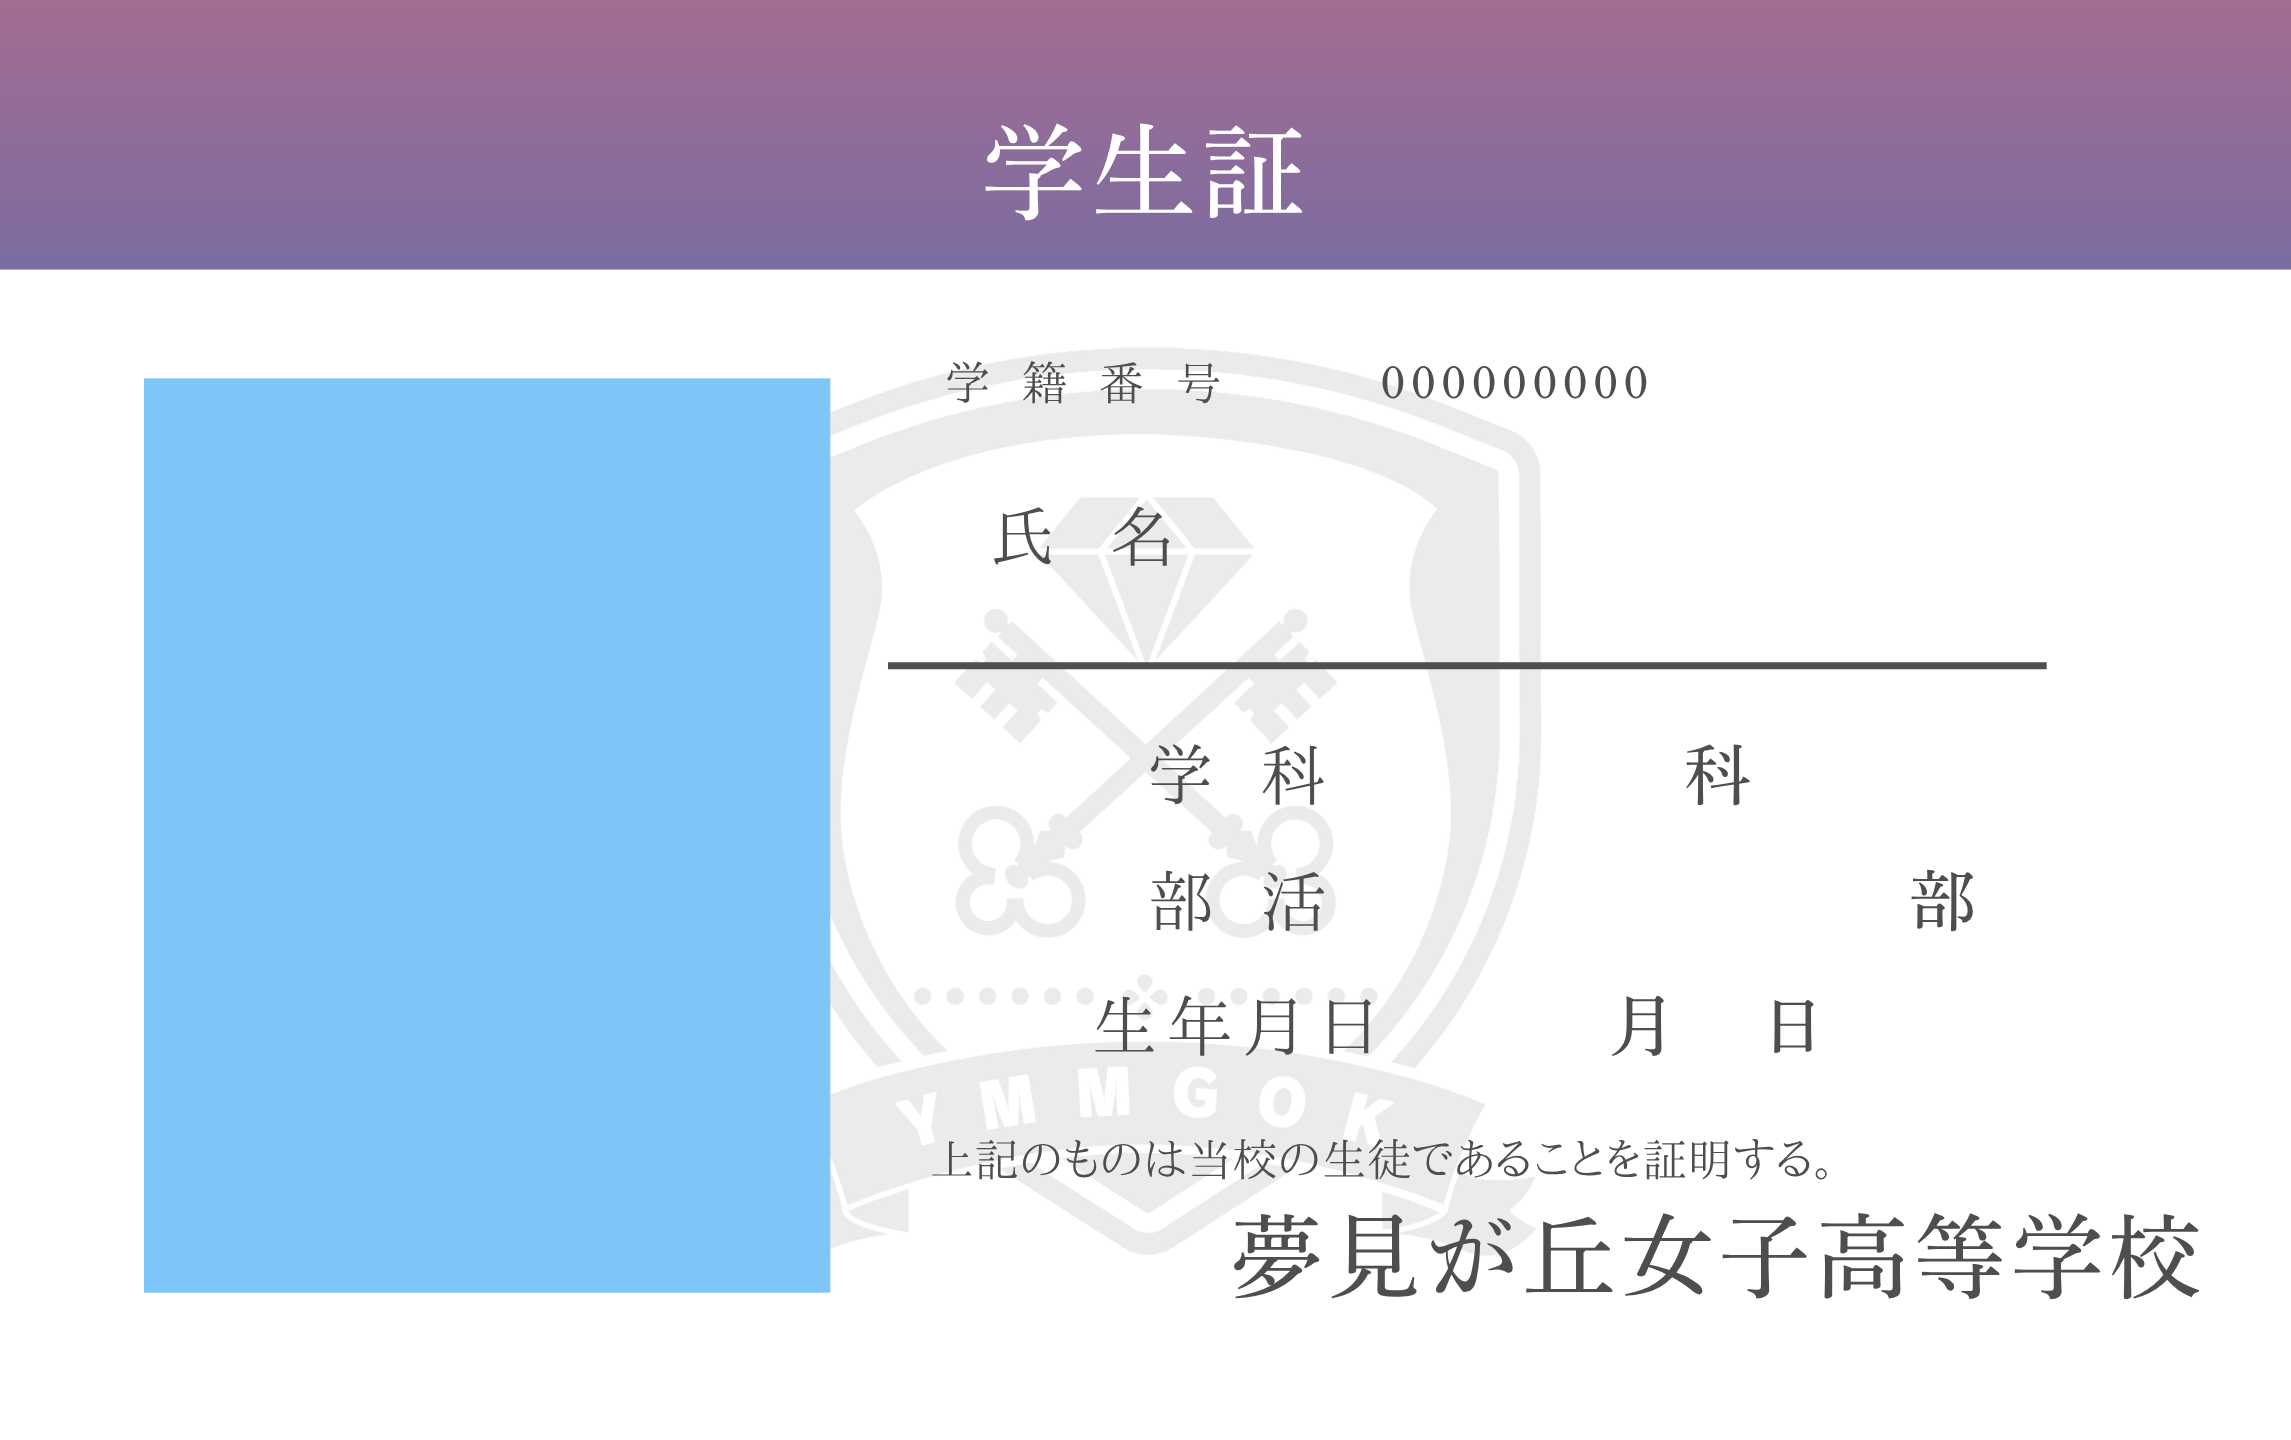 学生証
学籍番号 000000000
氏名
学科 科
部活 部
生年月日 月 日
YMMGOK
上記のものは当校の生徒であることを証明する。
夢見が丘女子高等学校